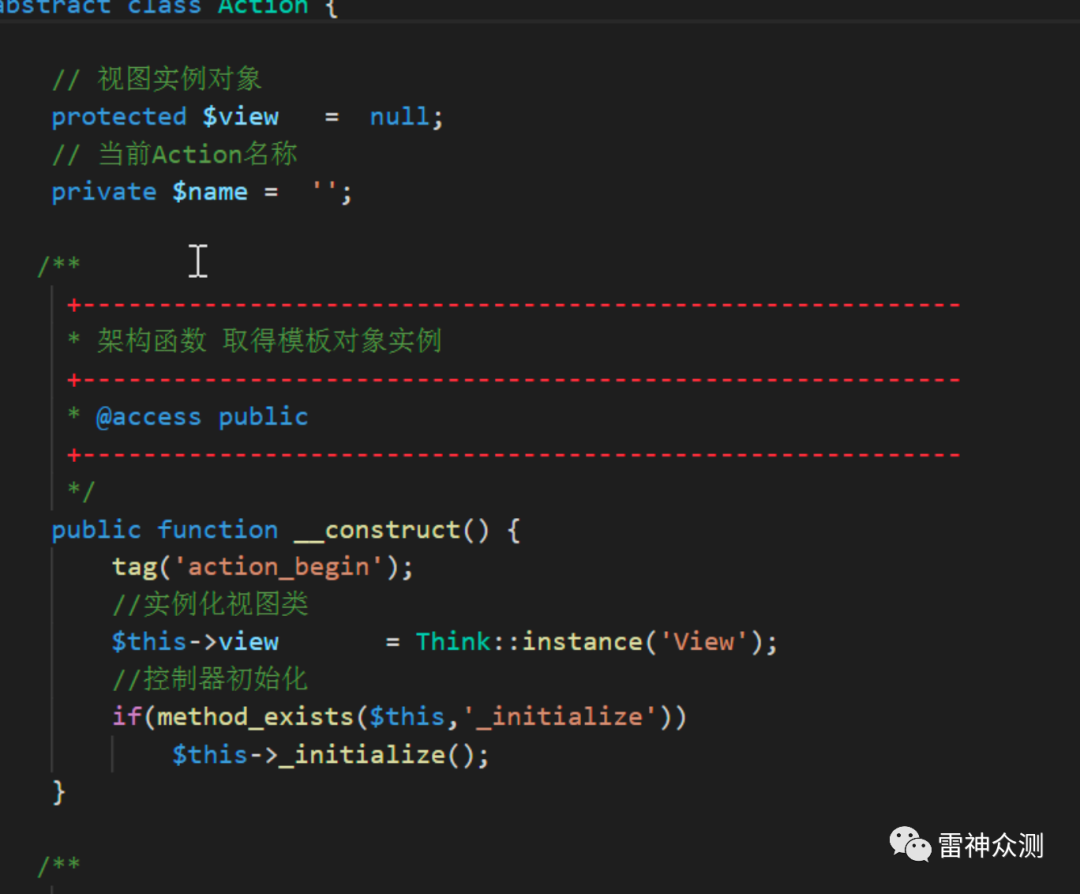 abstract class Action {
// 视图实例对象
protected $view   =  null;
// 当前Action名称
private $name =  '';
/**
+----------------------------------------------------------
* 架构函数 取得模板对象实例
+----------------------------------------------------------
* @access public
+----------------------------------------------------------
*/
public function __construct() {
tag('action_begin');
//实例化视图类
$this->view       = Think::instance('View');
//控制器初始化
if(method_exists($this,'_initialize'))
$this->_initialize();
}
/**
雷神众测